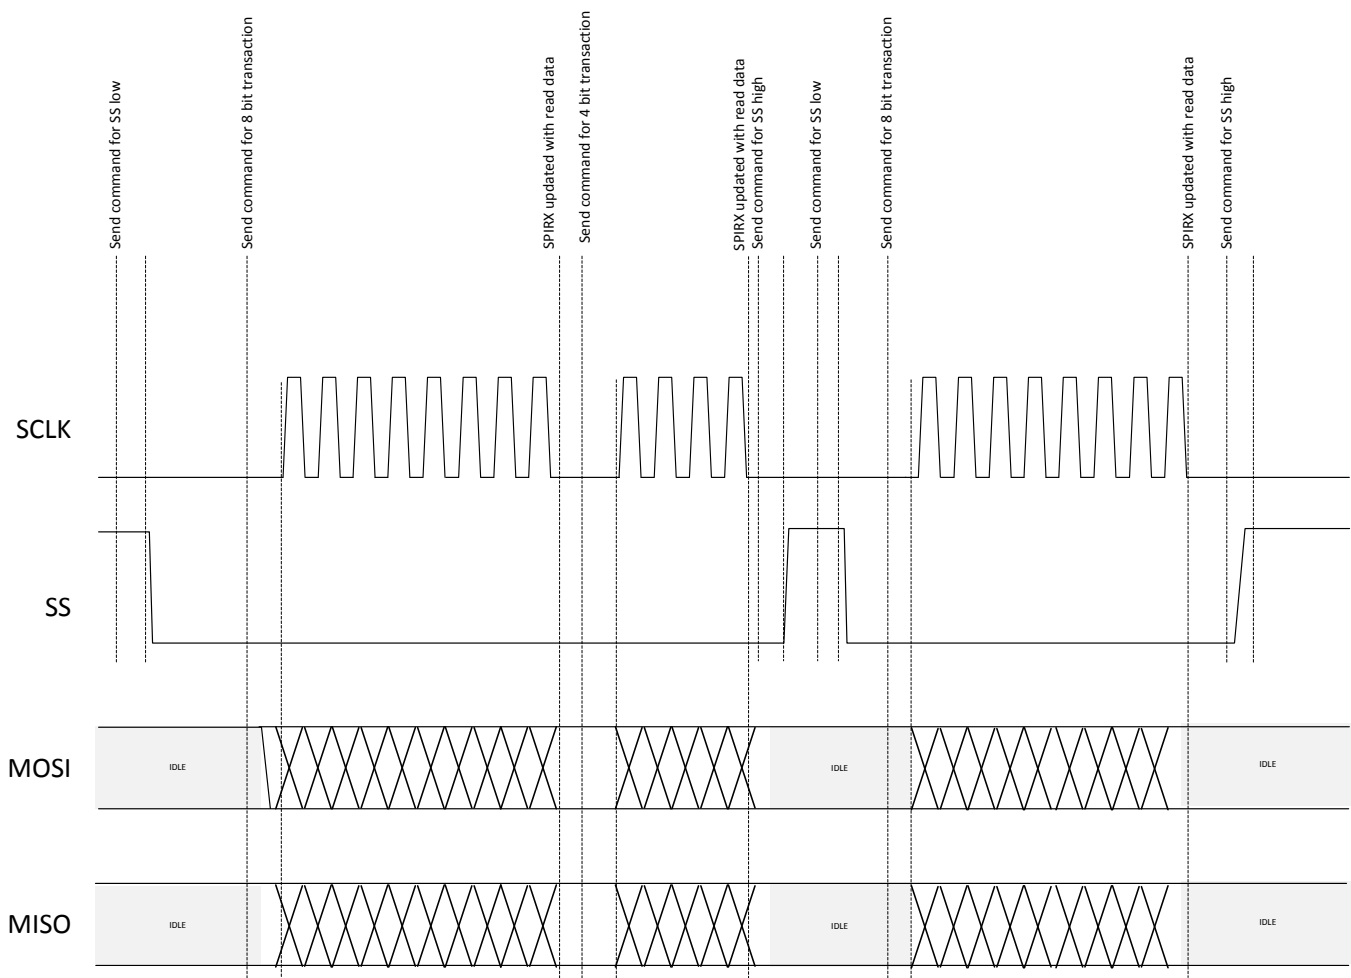 Send command for SS low
Send command for 8 bit transaction
SPIRX updated with read data
Send command for 4 bit transaction
SPIRX updated with read data
Send command for SS high
Send command for SS low
Send command for 8 bit transaction
SPIRX updated with read data
Send command for SS high
SCLK
SS
MOSI
IDLE
IDLE
IDLE
MISO
IDLE
IDLE
IDLE